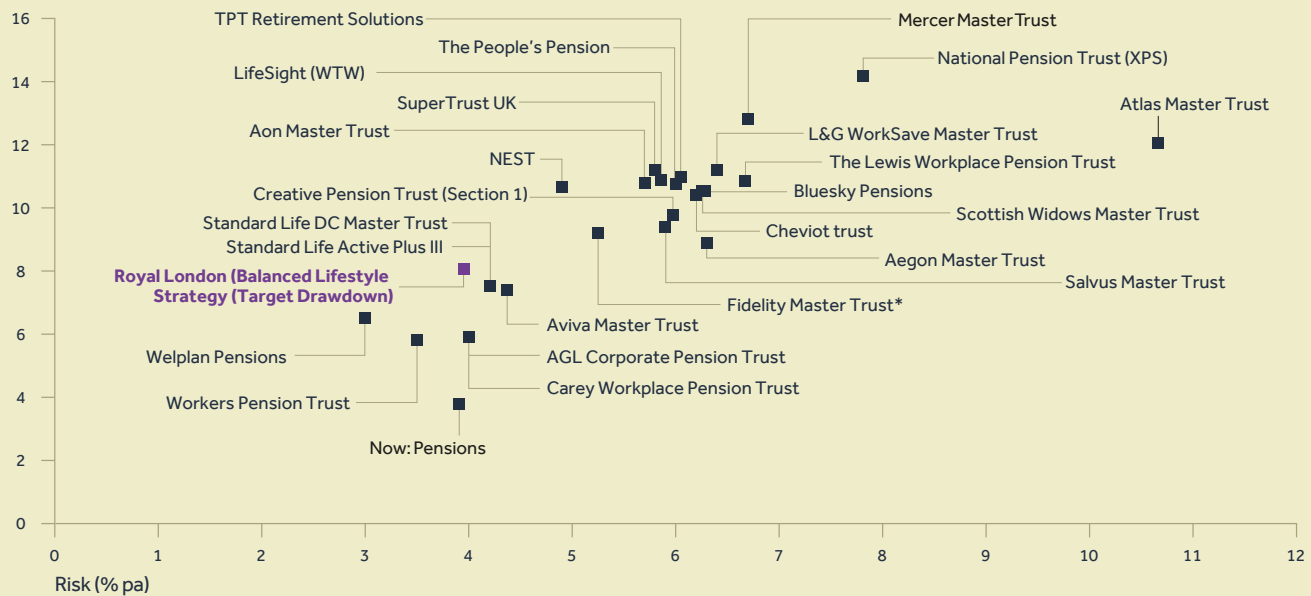 16
14
12
10
8
6
4
2
0
TPT Retirement Solutions
The People's Pension
LifeSight (WTW)
SuperTrust UK
Aon Master Trust
NEST
Creative Pension Trust (Section 1)
Standard Life DC Master Trust
Standard Life Active Plus III
Royal London (Balanced Lifestyle
Strategy (Target Drawdown)
Welplan Pensions
Workers Pension Trust
Now: Pensions
Mercer Master Trust
National Pension Trust (XPS)
Atlas Master Trust
L&G WorkSave Master Trust
The Lewis Workplace Pension Trust
Bluesky Pensions
Scottish Widows Master Trust
Cheviot trust
Aegon Master Trust
Salvus Master Trust
Fidelity Master Trust*
Aviva Master Trust
AGL Corporate Pension Trust
Carey Workplace Pension Trust
0 1 2 3 4 5 6 7 8 9 10 11 12
Risk (% pa)